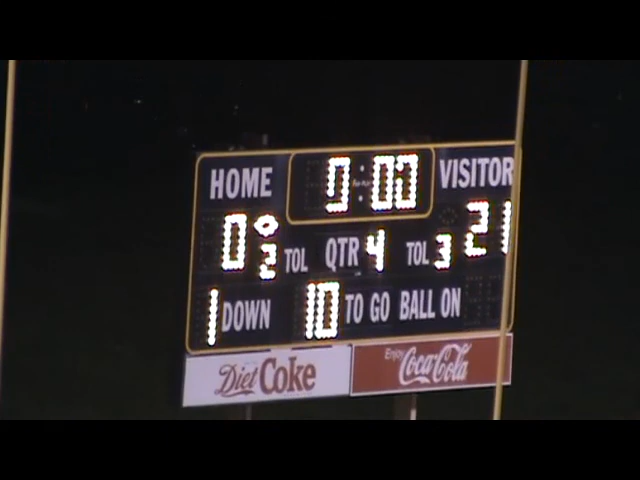 HOME 0:00 VISITOR
0 21
2 TOL QTR 4 TOL 3
1 DOWN 10 TO GO BALL ON
Diet Coke Enjoy Coca-Cola